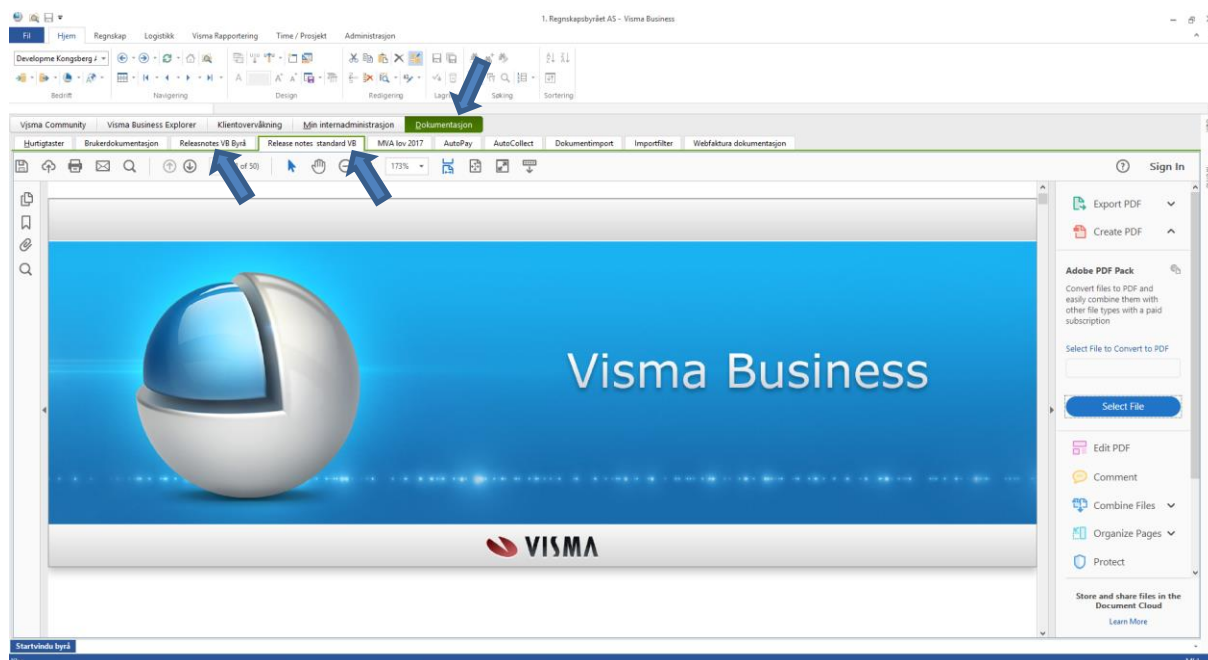 1. Regnskapsbyrået AS - Visma Business
Fil Hjem Regnskap Logistikk Visma Rapportering Time / Prosjekt Administrasjon
Developme Kongsberg
Bedrift Navigering Design Redigering Søking Sortering
Visma Community Visma Business Explorer Klientovervåkning Min internadministrasjon Dokumentasjon
Hurtigtaster Brukerdokumentasjon Releasnotes VB Byrå Release notes standard VB MVA lov 2017 AutoPay AutoCollect Dokumentimport Importfilter Webfaktura dokumentasjon
of 50) 173% Sign In
Export PDF
Create PDF
Adobe PDF Pack
Convert files to PDF and
easily combine them with
other file types with a paid
subscription
Select File to Convert to PDF
Select File
Edit PDF
Comment
Combine Files
Organize Pages
Protect
Store and share files in the
Document Cloud
Learn More
Visma Business
VISMA
Startvindu byrå